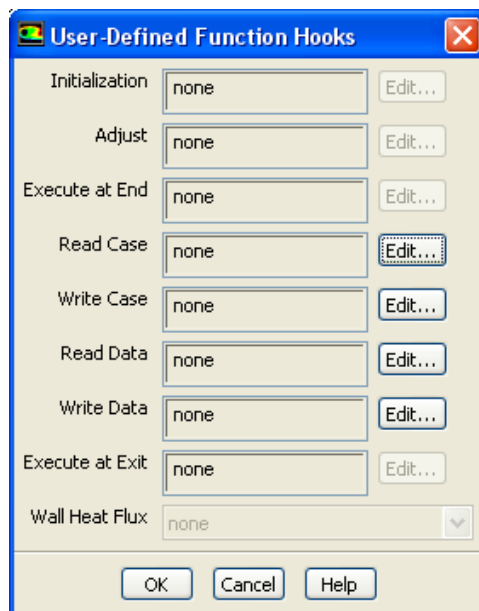 User-Defined Function Hooks
Initialization none Edit...
Adjust none Edit...
Execute at End none Edit...
Read Case none Edit...
Write Case none Edit...
Read Data none Edit...
Write Data none Edit...
Execute at Exit none Edit...
Wall Heat Flux none
OK Cancel Help